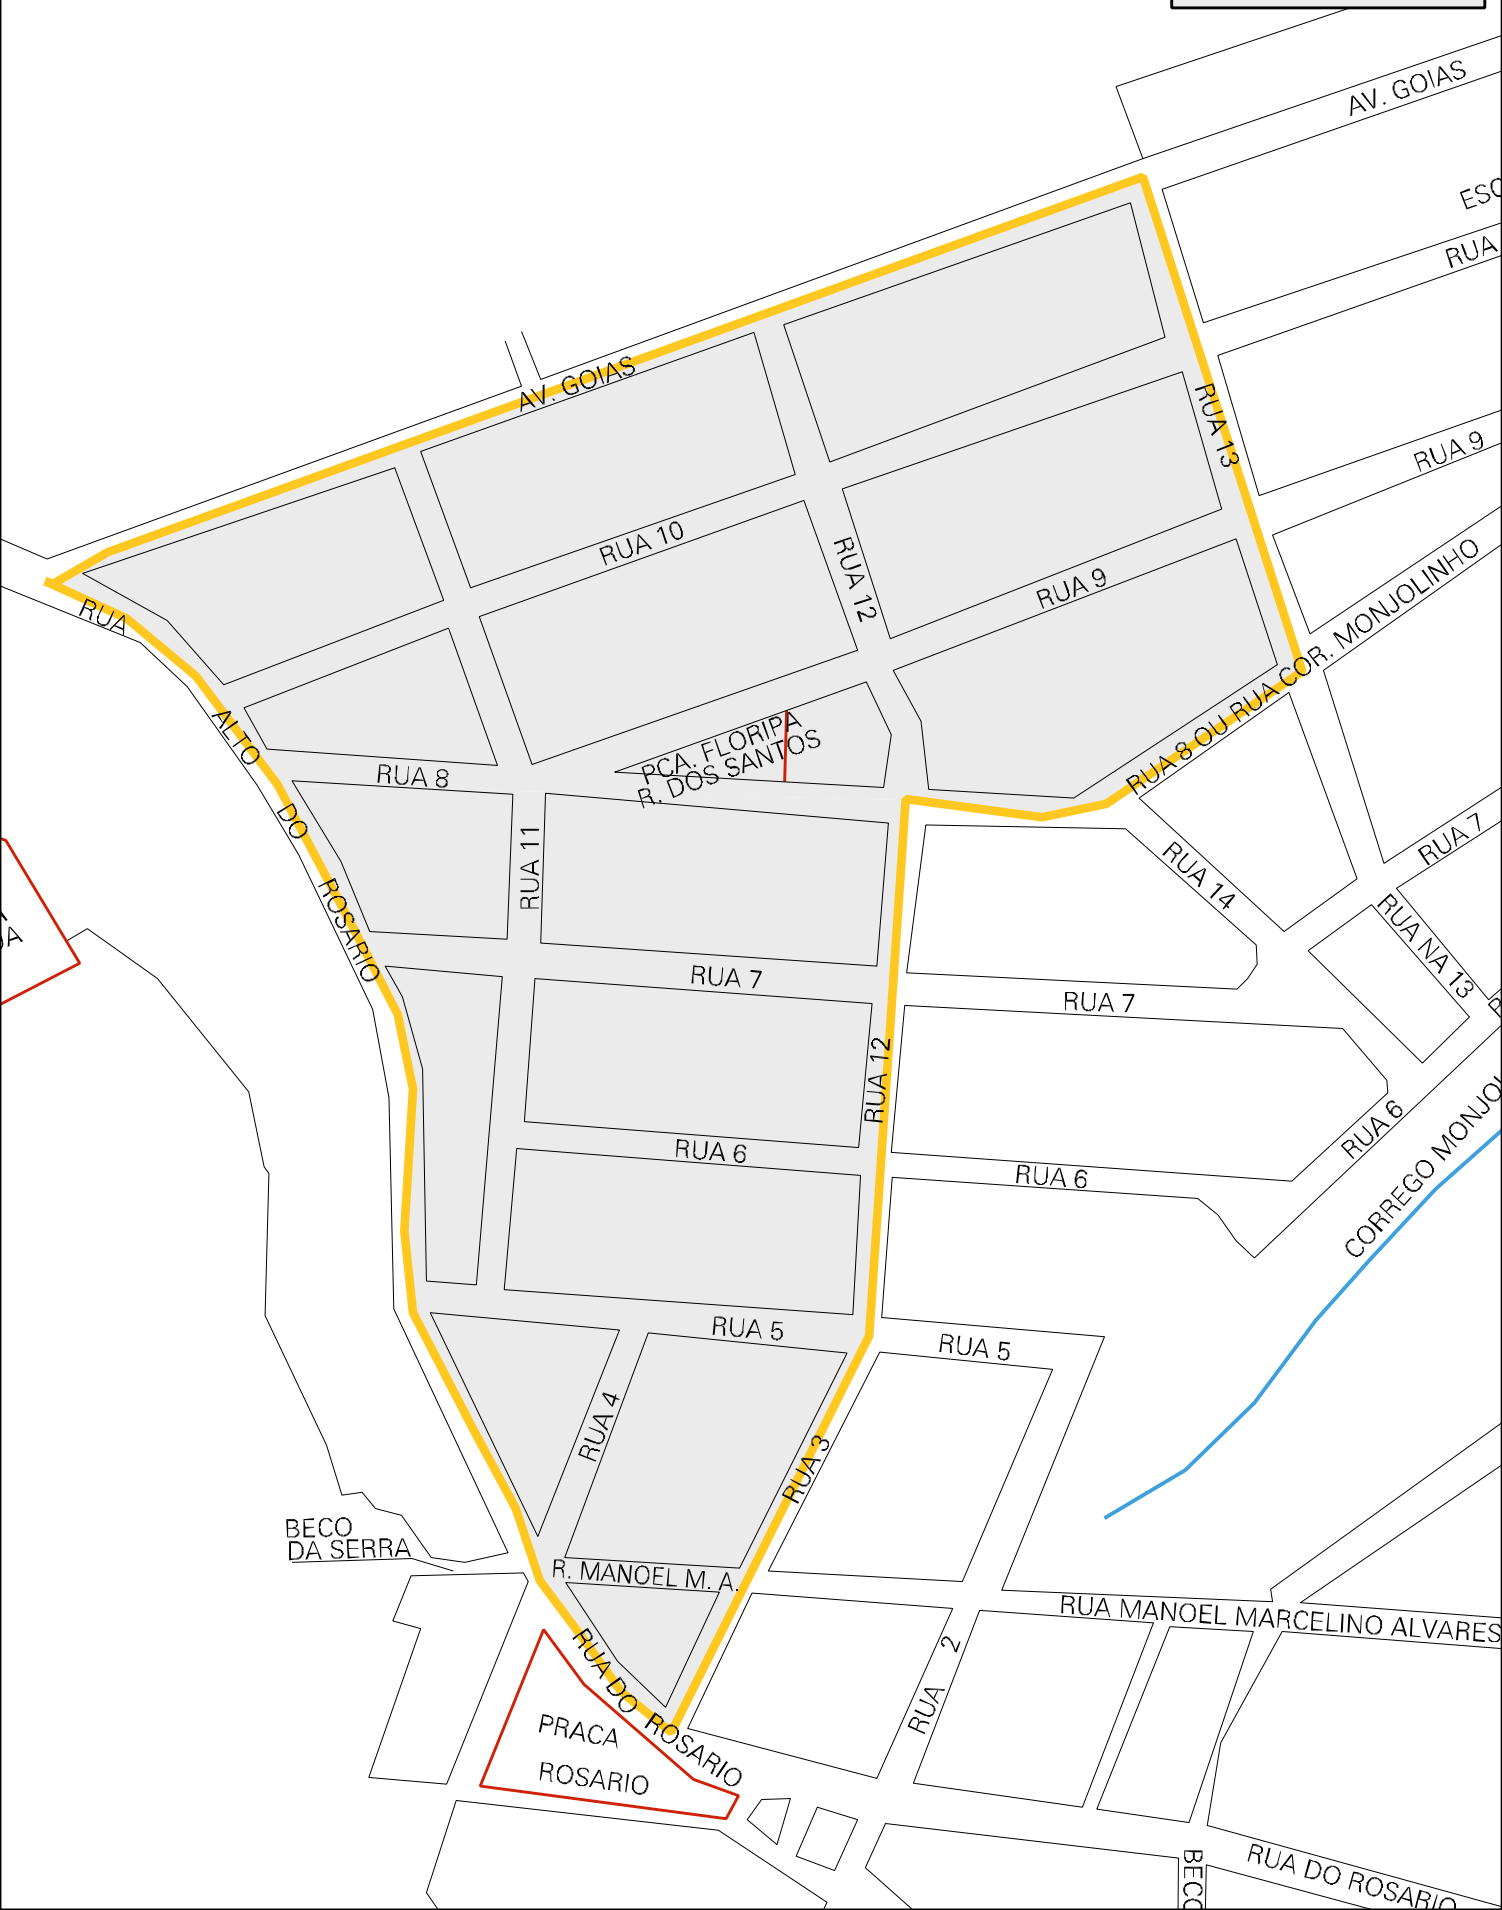 AV. GOIAS
ESC
RUA
AV. GOIAS
RUA 13
RUA 9
RUA 10
RUA 12
RUA 9
RUA
ALTO
DO
ROSARIO
RUA 8 OU RUA COR. MONJOLINHO
PCA. FLORIPA
R. DOS SANTOS
RUA 8
RUA 11
RUA 14
RUA 7
RUA NA 13
RUA 7
RUA 7
RUA 12
RUA 6
RUA 6
RUA 6
CORREGO MONJOL
RUA 5
RUA 5
RUA 4
RUA 3
BECO
DA SERRA
R. MANOEL M. A.
RUA MANOEL MARCELINO ALVARES
RUA 2
RUA DO ROSARIO
PRACA
ROSARIO
BECO
RUA DO ROSARIO